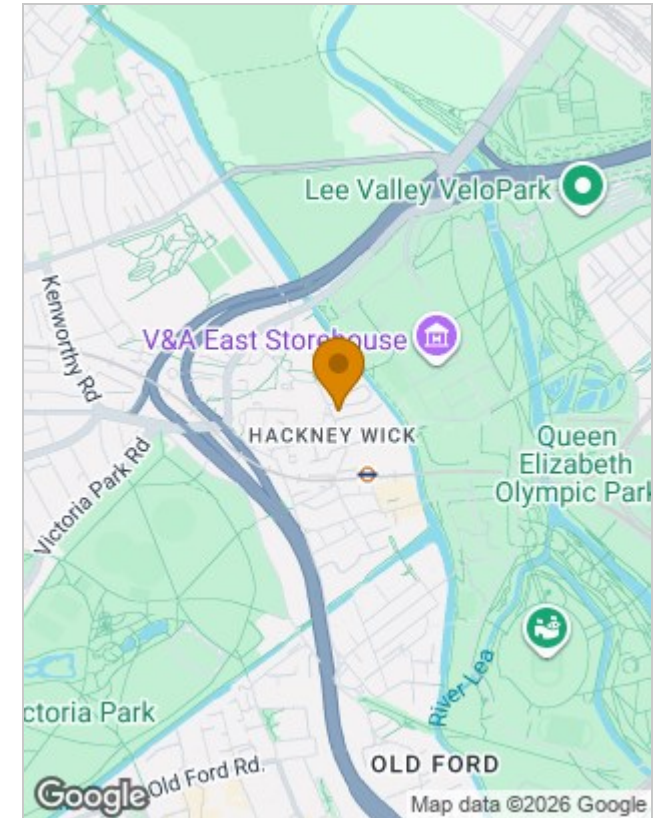 Lee Valley VeloPark
Kenworthy Rd
V&A East Storehouse
HACKNEY WICK
Queen
Elizabeth
Olympic Park
Victoria Park Rd
River Lea
ctoria Park
OLD FORD
Old Ford Rd.
Google
Map data ©2026 Google